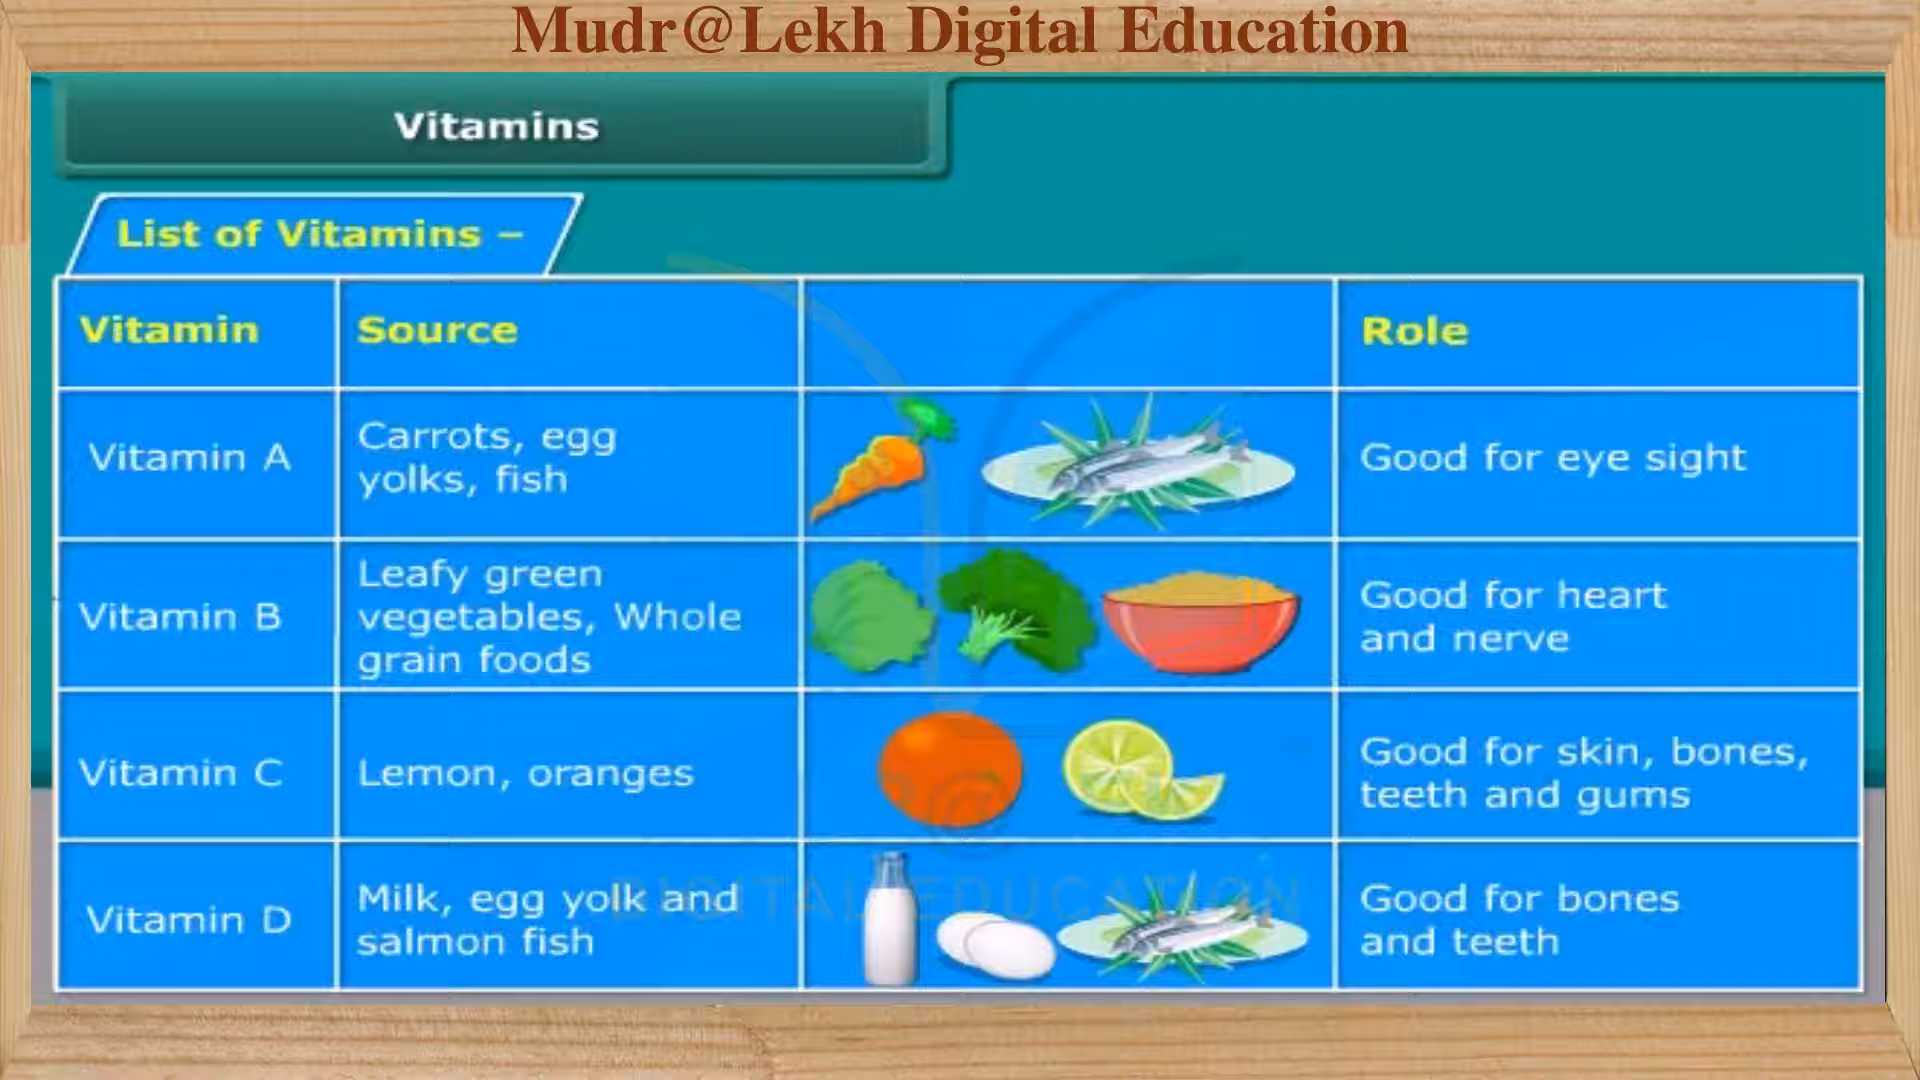 Mudr@Lekh Digital Education
Vitamins
List of Vitamins –
Vitamin
Source
Role
Vitamin A
Carrots, egg
yolks, fish
Good for eye sight
Vitamin B
Leafy green
vegetables, Whole
grain foods
Good for heart
and nerve
Vitamin C
Lemon, oranges
Good for skin, bones,
teeth and gums
Vitamin D
Milk, egg yolk and
salmon fish
Good for bones
and teeth
DIGITAL EDUCATION